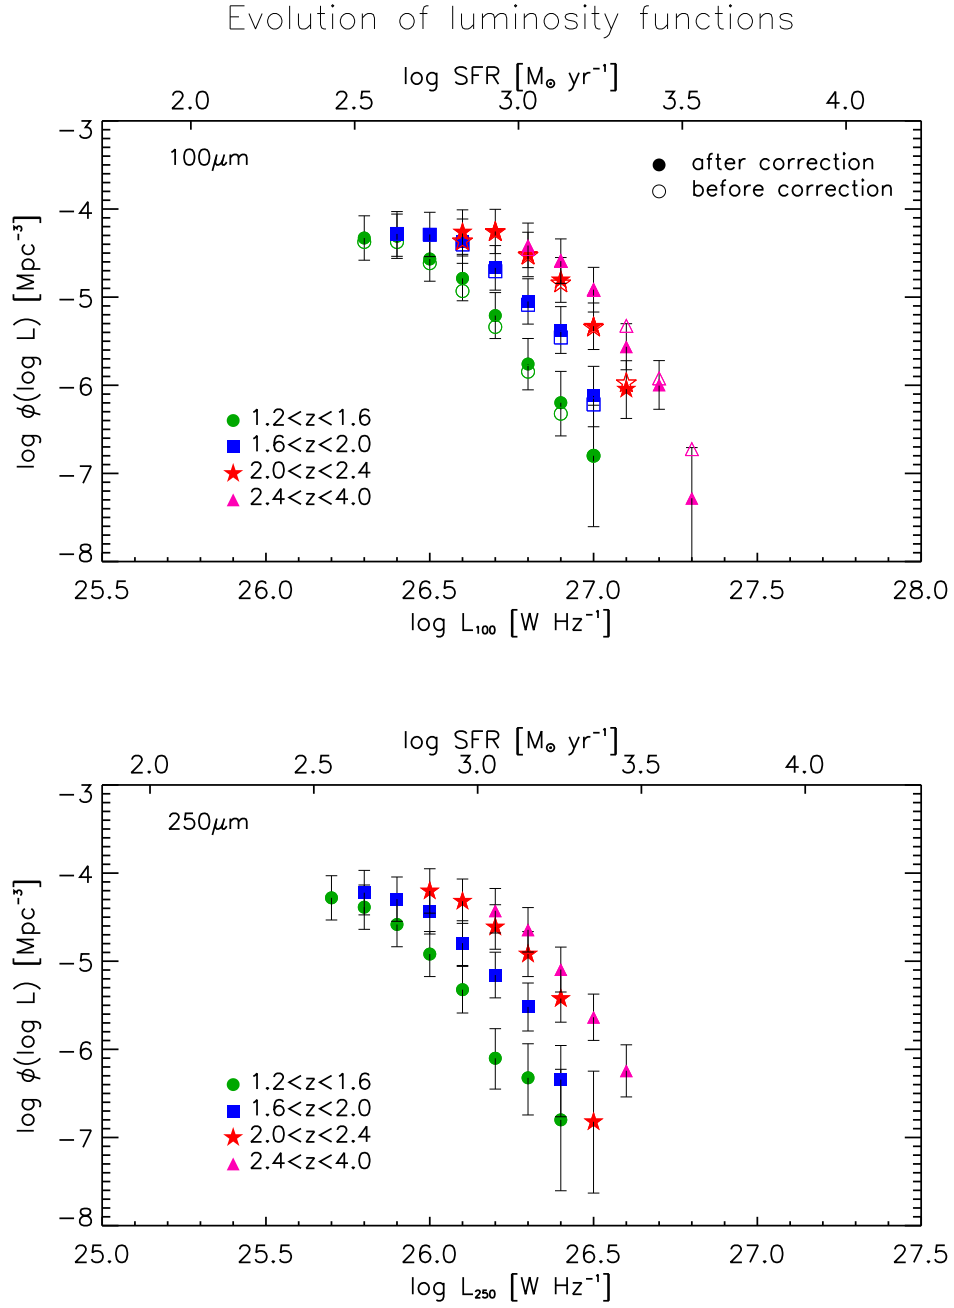 Evolution of luminosity functions
log SFR [M⊙ yr⁻¹]
2.0 2.5 3.0 3.5 4.0
100μm
after correction
before correction
−3
−4
−5
−6
−7
−8
log φ(log L) [Mpc⁻³]
1.2<z<1.6
1.6<z<2.0
2.0<z<2.4
2.4<z<4.0
25.5 26.0 26.5 27.0 27.5 28.0
log L₁₀₀ [W Hz⁻¹]
log SFR [M⊙ yr⁻¹]
2.0 2.5 3.0 3.5 4.0
250μm
−3
−4
−5
−6
−7
−8
log φ(log L) [Mpc⁻³]
1.2<z<1.6
1.6<z<2.0
2.0<z<2.4
2.4<z<4.0
25.0 25.5 26.0 26.5 27.0 27.5
log L₂₅₀ [W Hz⁻¹]